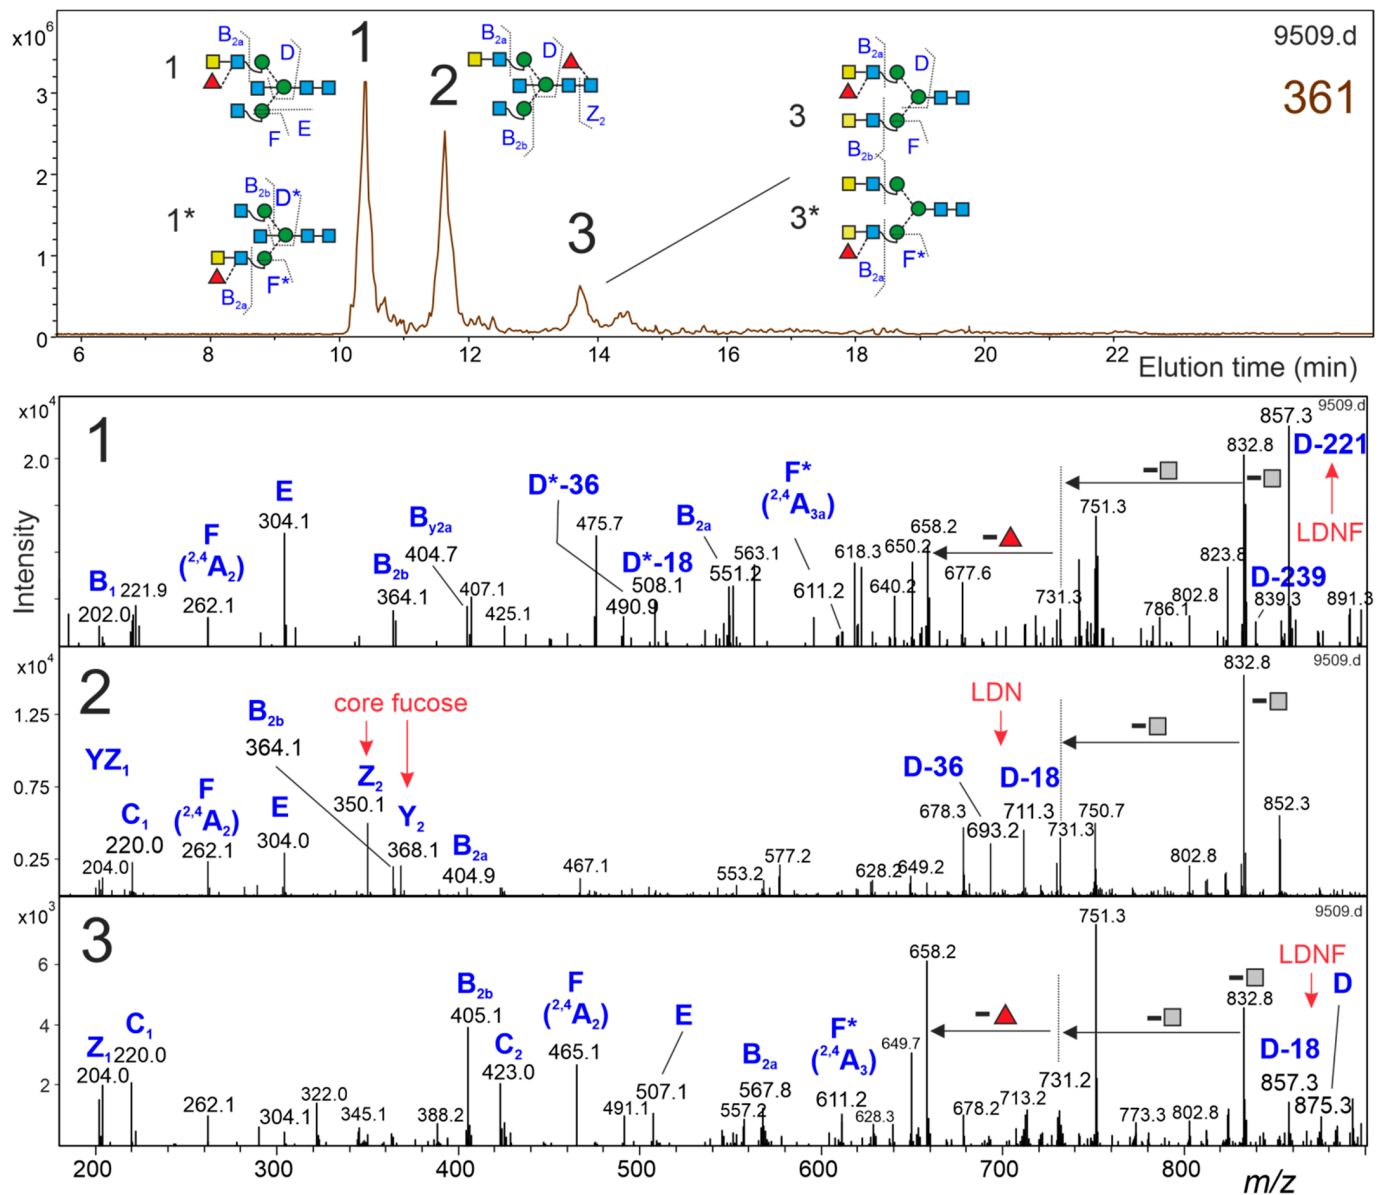 x10⁶
9509.d
361
3
2
1
0
1
2
3
1
B2a
D
E
F
1*
B2b
D*
F*
B2a
B2a
D
B2b
Z2
3
B2a
D
F
B2b
3*
F*
B2a
6 8 10 12 14 16 18 20 22
Elution time (min)
x10⁴
1
9509.d
2.0
Intensity
B1
202.0
221.9
F
(2,4A2)
262.1
E
304.1
B2b
364.1
By2a
404.7
407.1
425.1
D*-36
475.7
490.9
D*-18
508.1
B2a
551.2
563.1
F*
(2,4A3a)
611.2
618.3
640.2
650.2
658.2
677.6
731.3
751.3
786.1
802.8
823.8
832.8
D-239
839.3
857.3
D-221
LDNF
891.3
x10⁴
2
9509.d
1.25
0.75
0.25
YZ1
204.0
C1
220.0
F
(2,4A2)
262.1
E
304.0
B2b
364.1
core fucose
Z2
350.1
Y2
368.1
B2a
404.9
467.1
553.2
577.2
628.2
649.2
678.3
D-36
693.2
LDN
D-18
711.3
731.3
750.7
802.8
832.8
852.3
x10³
3
9509.d
6
4
2
Z1
204.0
C1
220.0
262.1
304.1
322.0
345.1
388.2
B2b
405.1
C2
423.0
F
(2,4A2)
465.1
491.1
E
507.1
557.2
B2a
567.8
F*
(2,4A3)
611.2
628.3
649.7
658.2
678.2
713.2
731.2
751.3
773.3
802.8
832.8
LDNF
D-18
857.3
D
875.3
200 300 400 500 600 700 800
m/z